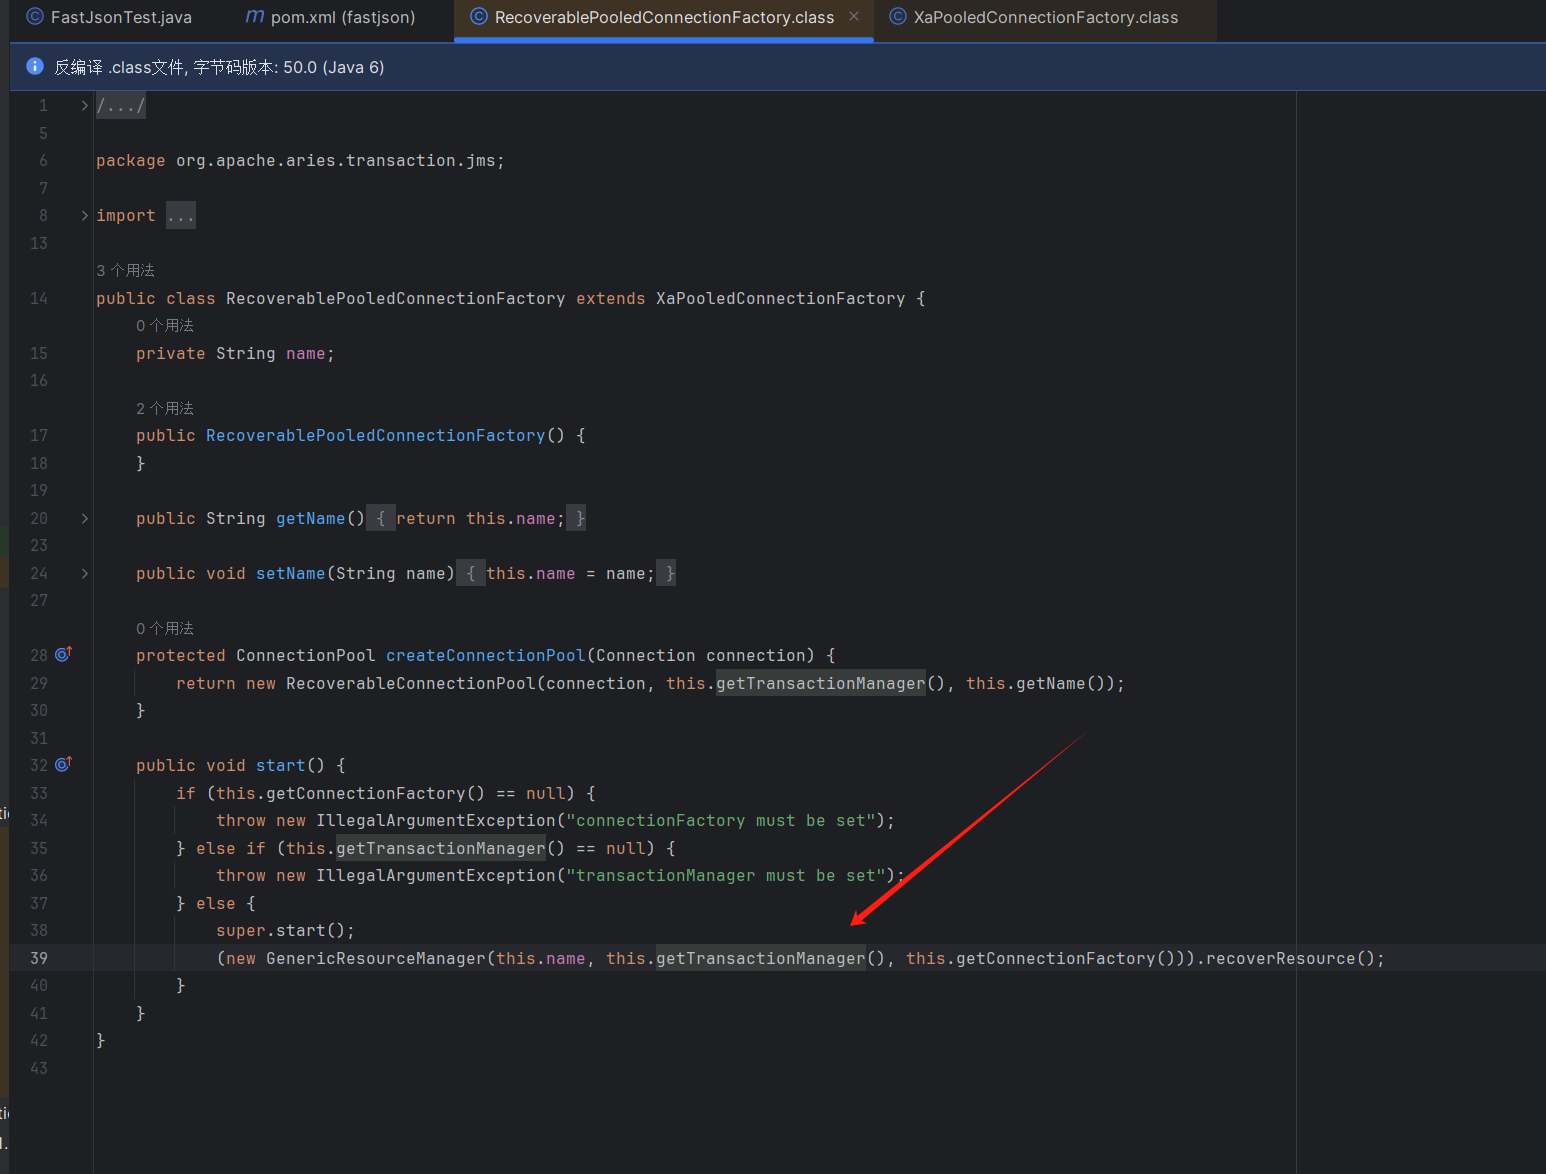 FastJsonTest.java pom.xml (fastjson) RecoverablePooledConnectionFactory.class XaPooledConnectionFactory.class
反编译 .class文件, 字节码版本: 50.0 (Java 6)
1 /.../
5
6 package org.apache.aries.transaction.jms;
7
8 import ...
13
3 个用法
14 public class RecoverablePooledConnectionFactory extends XaPooledConnectionFactory {
0 个用法
15 private String name;
16
2 个用法
17 public RecoverablePooledConnectionFactory() {
18 }
19
20 public String getName() { return this.name; }
23
24 public void setName(String name) { this.name = name; }
27
0 个用法
28 protected ConnectionPool createConnectionPool(Connection connection) {
29 return new RecoverableConnectionPool(connection, this.getTransactionManager(), this.getName());
30 }
31
32 public void start() {
33 if (this.getConnectionFactory() == null) {
34 throw new IllegalArgumentException("connectionFactory must be set");
35 } else if (this.getTransactionManager() == null) {
36 throw new IllegalArgumentException("transactionManager must be set");
37 } else {
38 super.start();
39 (new GenericResourceManager(this.name, this.getTransactionManager(), this.getConnectionFactory())).recoverResource();
40 }
41 }
42 }
43